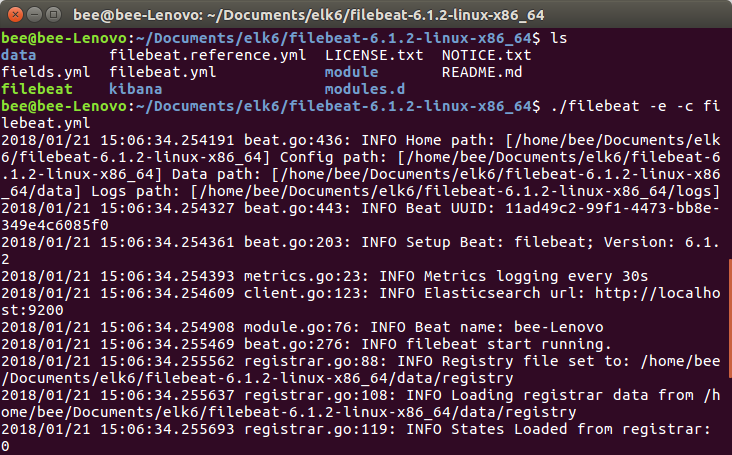 bee@bee-Lenovo: ~/Documents/elk6/filebeat-6.1.2-linux-x86_64
bee@bee-Lenovo:~/Documents/elk6/filebeat-6.1.2-linux-x86_64$ ls
data filebeat.reference.yml LICENSE.txt NOTICE.txt
fields.yml filebeat.yml module README.md
filebeat kibana modules.d
bee@bee-Lenovo:~/Documents/elk6/filebeat-6.1.2-linux-x86_64$ ./filebeat -e -c fi
lebeat.yml
2018/01/21 15:06:34.254191 beat.go:436: INFO Home path: [/home/bee/Documents/elk
6/filebeat-6.1.2-linux-x86_64] Config path: [/home/bee/Documents/elk6/filebeat-6
.1.2-linux-x86_64] Data path: [/home/bee/Documents/elk6/filebeat-6.1.2-linux-x86
_64/data] Logs path: [/home/bee/Documents/elk6/filebeat-6.1.2-linux-x86_64/logs]
2018/01/21 15:06:34.254327 beat.go:443: INFO Beat UUID: 11ad49c2-99f1-4473-bb8e-
349e4c6085f0
2018/01/21 15:06:34.254361 beat.go:203: INFO Setup Beat: filebeat; Version: 6.1.
2
2018/01/21 15:06:34.254393 metrics.go:23: INFO Metrics logging every 30s
2018/01/21 15:06:34.254609 client.go:123: INFO Elasticsearch url: http://localho
st:9200
2018/01/21 15:06:34.254908 module.go:76: INFO Beat name: bee-Lenovo
2018/01/21 15:06:34.255469 beat.go:276: INFO filebeat start running.
2018/01/21 15:06:34.255562 registrar.go:88: INFO Registry file set to: /home/bee
/Documents/elk6/filebeat-6.1.2-linux-x86_64/data/registry
2018/01/21 15:06:34.255637 registrar.go:108: INFO Loading registrar data from /h
ome/bee/Documents/elk6/filebeat-6.1.2-linux-x86_64/data/registry
2018/01/21 15:06:34.255693 registrar.go:119: INFO States Loaded from registrar:
0